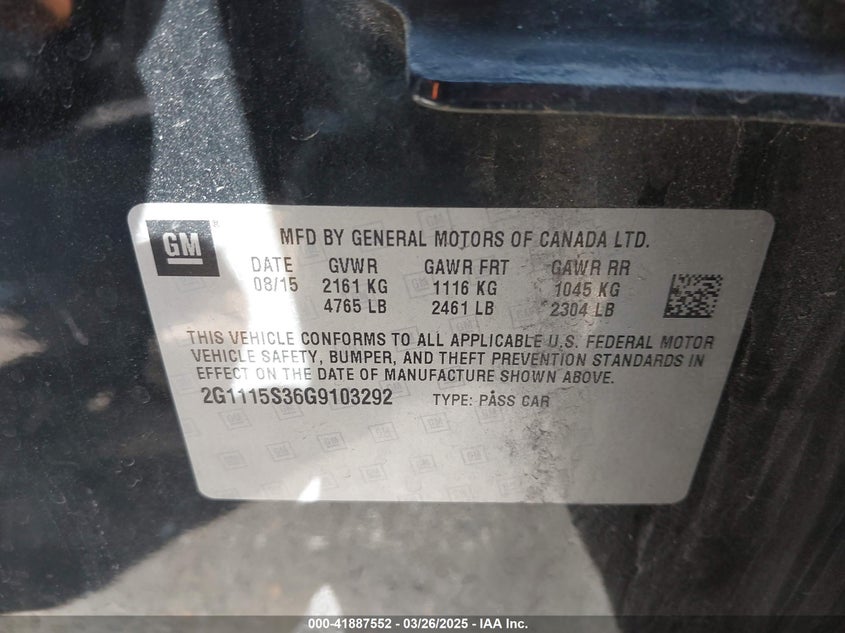 GM
MFD BY GENERAL MOTORS OF CANADA LTD.
DATE GVWR GAWR FRT GAWR RR
08/15 2161 KG 1116 KG 1045 KG
4765 LB 2461 LB 2304 LB
THIS VEHICLE CONFORMS TO ALL APPLICABLE U.S. FEDERAL MOTOR
VEHICLE SAFETY, BUMPER, AND THEFT PREVENTION STANDARDS IN
EFFECT ON THE DATE OF MANUFACTURE SHOWN ABOVE.
2G1115S36G9103292 TYPE: PASS CAR
000-41887552 - 03/26/2025 - IAA Inc.